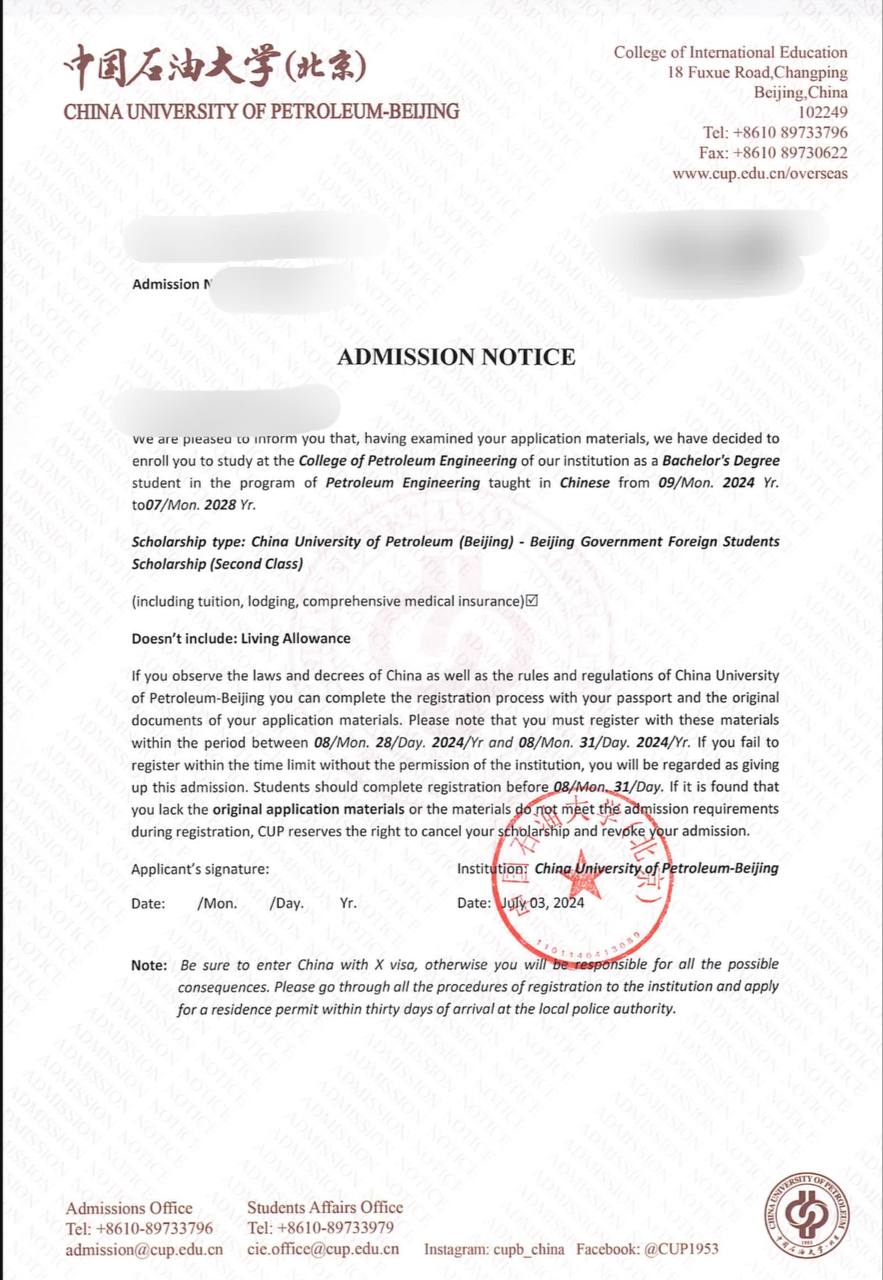 中国石油大学(北京)
CHINA UNIVERSITY OF PETROLEUM-BEIJING
College of International Education
18 Fuxue Road,Changping
Beijing,China
102249
Tel: +8610 89733796
Fax: +8610 89730622
www.cup.edu.cn/overseas
Admission
ADMISSION NOTICE
We are pleased to inform you that, having examined your application materials, we have decided to
enroll you to study at the College of Petroleum Engineering of our institution as a Bachelor's Degree
student in the program of Petroleum Engineering taught in Chinese from 09/Mon. 2024 Yr.
to07/Mon. 2028 Yr.
Scholarship type: China University of Petroleum (Beijing) - Beijing Government Foreign Students
Scholarship (Second Class)
(including tuition, lodging, comprehensive medical insurance)☑
Doesn't include: Living Allowance
If you observe the laws and decrees of China as well as the rules and regulations of China University
of Petroleum-Beijing you can complete the registration process with your passport and the original
documents of your application materials. Please note that you must register with these materials
within the period between 08/Mon. 28/Day. 2024/Yr and 08/Mon. 31/Day. 2024/Yr. If you fail to
register within the time limit without the permission of the institution, you will be regarded as giving
up this admission. Students should complete registration before 08/Mon. 31/Day. If it is found that
you lack the original application materials or the materials do not meet the admission requirements
during registration, CUP reserves the right to cancel your scholarship and revoke your admission.
Applicant's signature:
Institution: China University of Petroleum-Beijing
Date: /Mon. /Day. Yr.
Date: July 03, 2024
中国石油大学(北京)
1101140413089
Note: Be sure to enter China with X visa, otherwise you will be responsible for all the possible
consequences. Please go through all the procedures of registration to the institution and apply
for a residence permit within thirty days of arrival at the local police authority.
Admissions Office
Tel: +8610-89733796
admission@cup.edu.cn
Students Affairs Office
Tel: +8610-89733979
cie.office@cup.edu.cn
Instagram: cupb_china Facebook: @CUP1953
CHINA UNIVERSITY OF PETROLEUM
1953
中国石油大学·北京